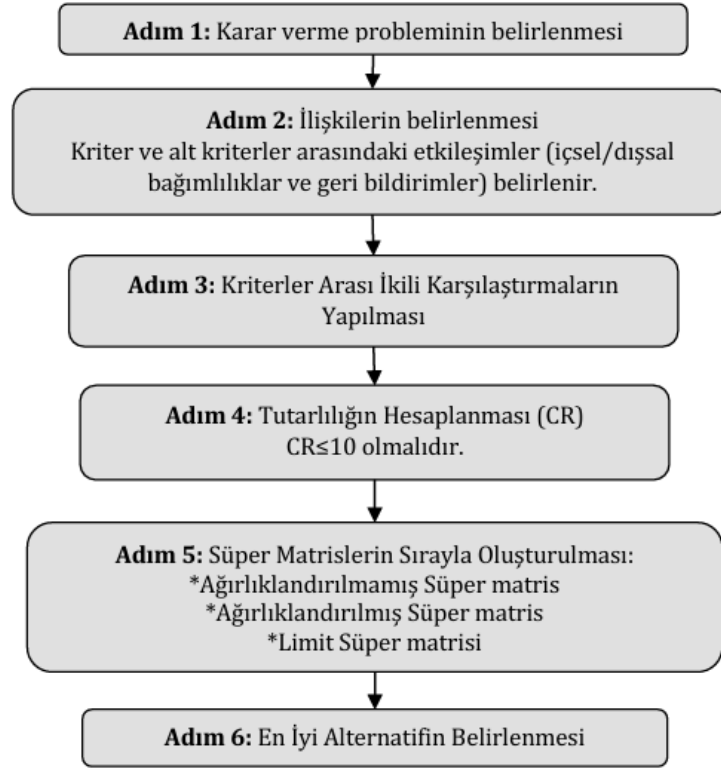 Adım 1: Karar verme probleminin belirlenmesi
Adım 2: İlişkilerin belirlenmesi
Kriter ve alt kriterler arasındaki etkileşimler (içsel/dışsal
bağımlılıklar ve geri bildirimler) belirlenir.
Adım 3: Kriterler Arası İkili Karşılaştırmaların
Yapılması
Adım 4: Tutarlılığın Hesaplanması (CR)
CR≤10 olmalıdır.
Adım 5: Süper Matrislerin Sırayla Oluşturulması:
*Ağırlıklandırılmamış Süper matris
*Ağırlıklandırılmış Süper matris
*Limit Süper matrisi
Adım 6: En İyi Alternatifin Belirlenmesi